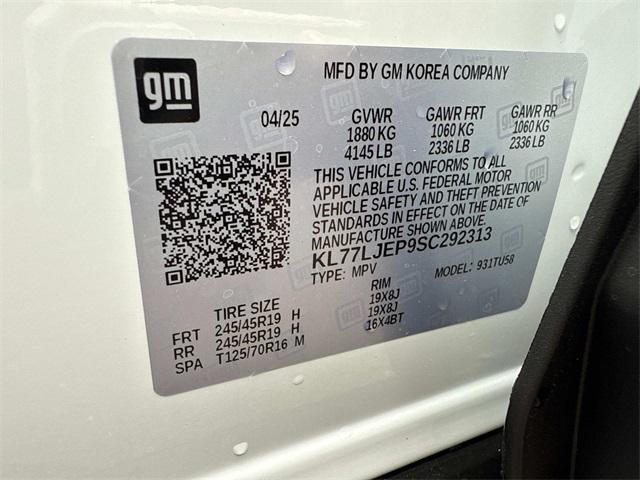 gm
MFD BY GM KOREA COMPANY
04/25 GVWR GAWR FRT GAWR RR
1880 KG 1060 KG 1060 KG
4145 LB 2336 LB 2336 LB
THIS VEHICLE CONFORMS TO ALL
APPLICABLE U.S. FEDERAL MOTOR
VEHICLE SAFETY AND THEFT PREVENTION
STANDARDS IN EFFECT ON THE DATE OF
MANUFACTURE SHOWN ABOVE.
KL77LJEP9SC292313
TYPE: MPV MODEL: 931TU58
TIRE SIZE RIM
FRT 245/45R19 H 19X8J
RR 245/45R19 H 19X8J
SPA T125/70R16 M 16X4BT